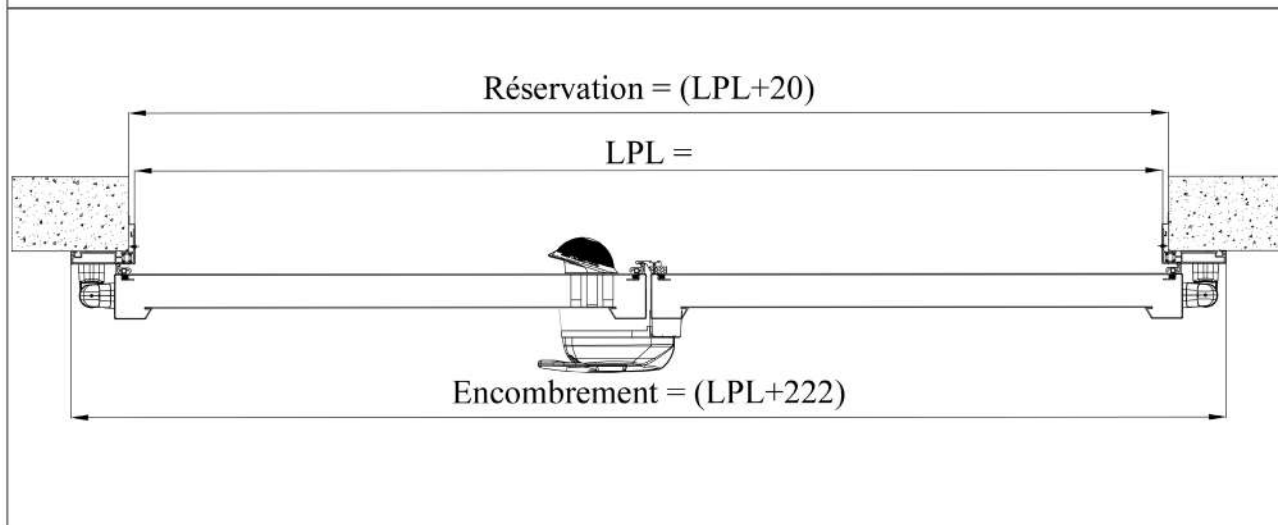 Réservation = (LPL+20)
LPL =
Encombrement = (LPL+222)